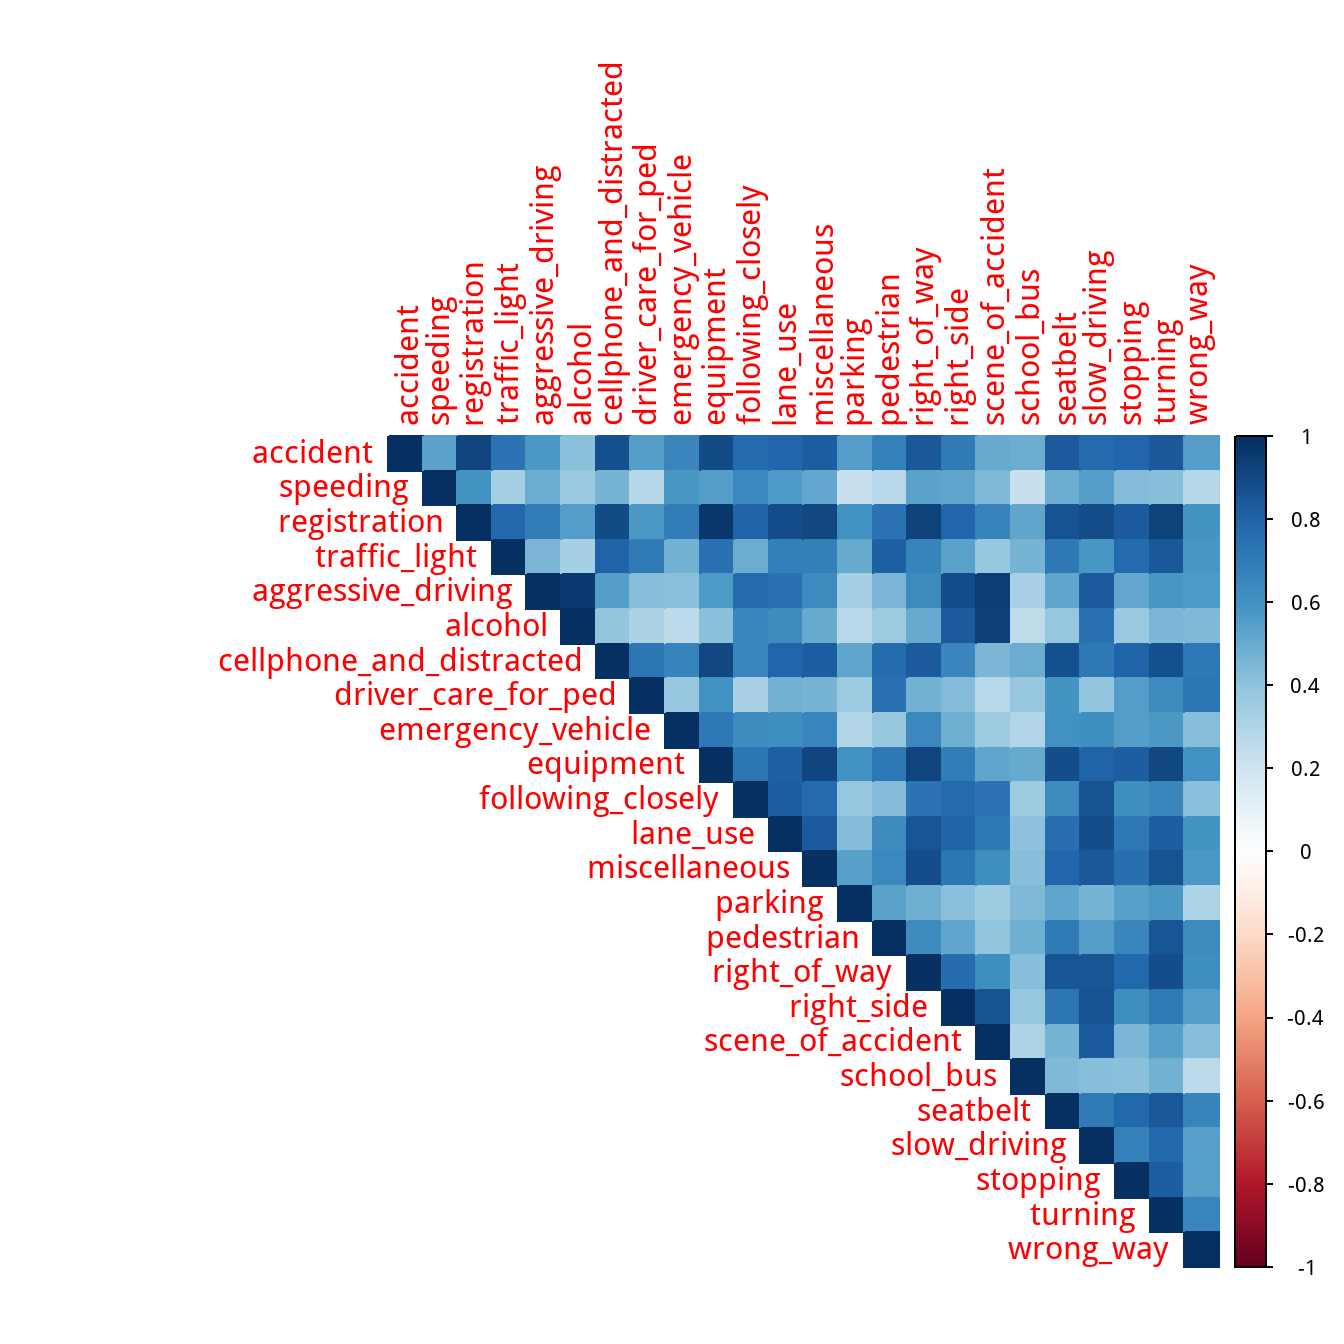 accident
speeding
registration
traffic_light
aggressive_driving
alcohol
cellphone_and_distracted
driver_care_for_ped
emergency_vehicle
equipment
following_closely
lane_use
miscellaneous
parking
pedestrian
right_of_way
right_side
scene_of_accident
school_bus
seatbelt
slow_driving
stopping
turning
wrong_way
accident
speeding
registration
traffic_light
aggressive_driving
alcohol
cellphone_and_distracted
driver_care_for_ped
emergency_vehicle
equipment
following_closely
lane_use
miscellaneous
parking
pedestrian
right_of_way
right_side
scene_of_accident
school_bus
seatbelt
slow_driving
stopping
turning
wrong_way
1
0.8
0.6
0.4
0.2
0
-0.2
-0.4
-0.6
-0.8
-1